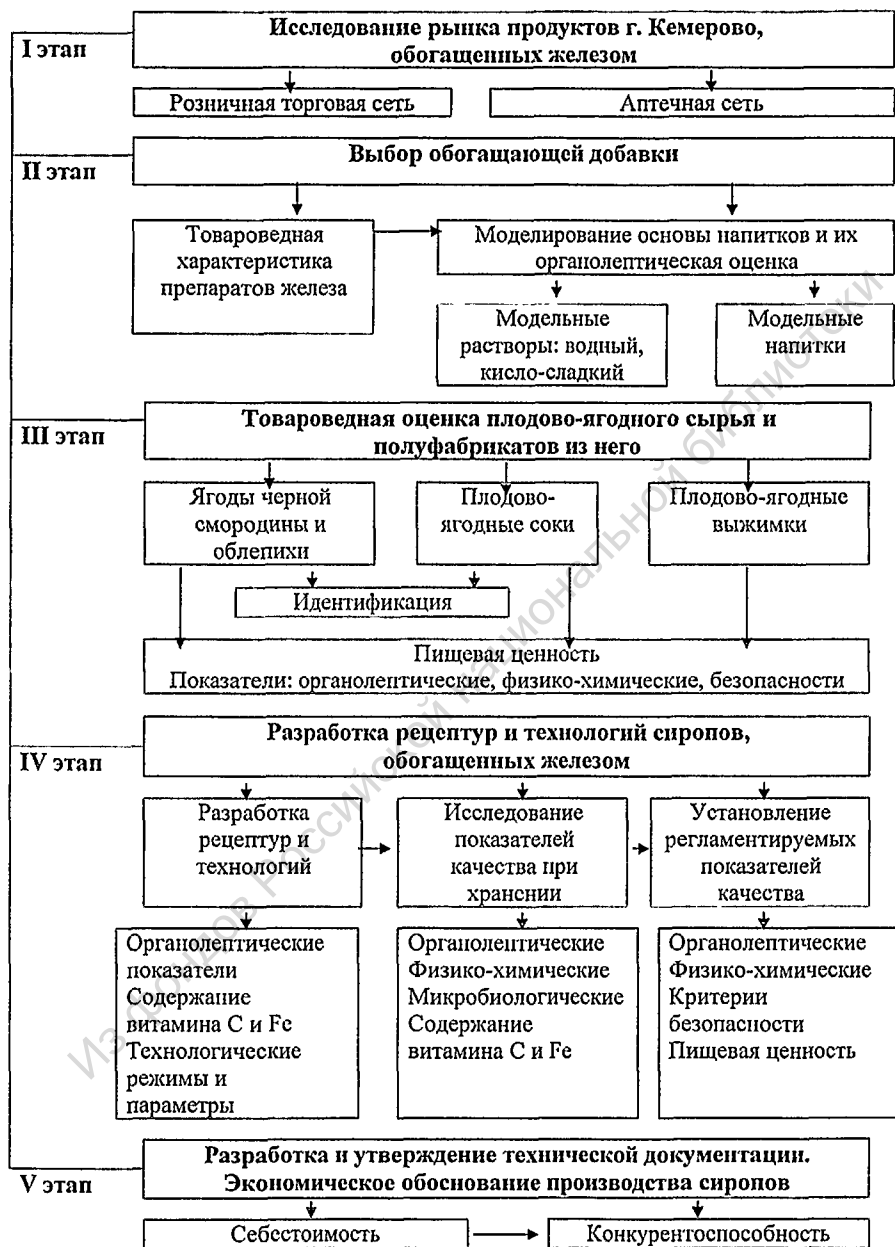 Исследование рынка продуктов г. Кемерово,
обогащенных железом
I этап
Розничная торговая сеть
Аптечная сеть
Выбор обогащающей добавки
II этап
Товароведная
характеристика
препаратов железа
Моделирование основы напитков и их
органолептическая оценка
Модельные
растворы: водный,
кисло-сладкий
Модельные
напитки
Товароведная оценка плодово-ягодного сырья и
полуфабрикатов из него
III этап
Ягоды черной
смородины и
облепихи
Плодово-
ягодные соки
Плодово-ягодные
выжимки
Идентификация
Пищевая ценность
Показатели: органолептические, физико-химические, безопасности
Разработка рецептур и технологий сиропов,
обогащенных железом
IV этап
Разработка
рецептур и
технологий
Исследование
показателей
качества при
хранснии
Установление
регламентируемых
показателей
качества
Органолептические
показатели
Содержание
витамина С и Fe
Технологические
режимы и
параметры
Органолептические
Физико-химические
Микробиологические
Содержание
витамина С и Fe
Органолептические
Физико-химические
Критерии
безопасности
Пищевая ценность
Разработка и утверждение технической документации.
Экономическое обоснование производства сиропов
V этап
Себестоимость
Конкурентоспособность
Из фондов Российской национальной библиотеки